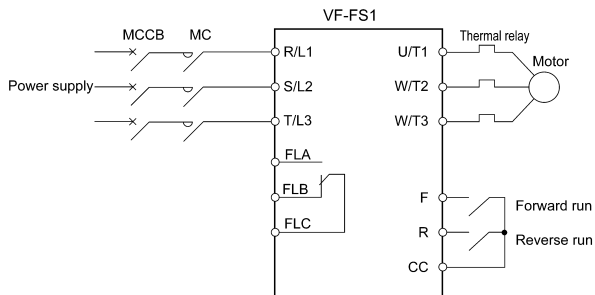 VF-FS1
MCCB MC
Thermal relay
R/L1
U/T1
Motor
Power supply
S/L2
W/T2
T/L3
W/T3
FLA
FLB
F
Forward run
FLC
R
Reverse run
CC